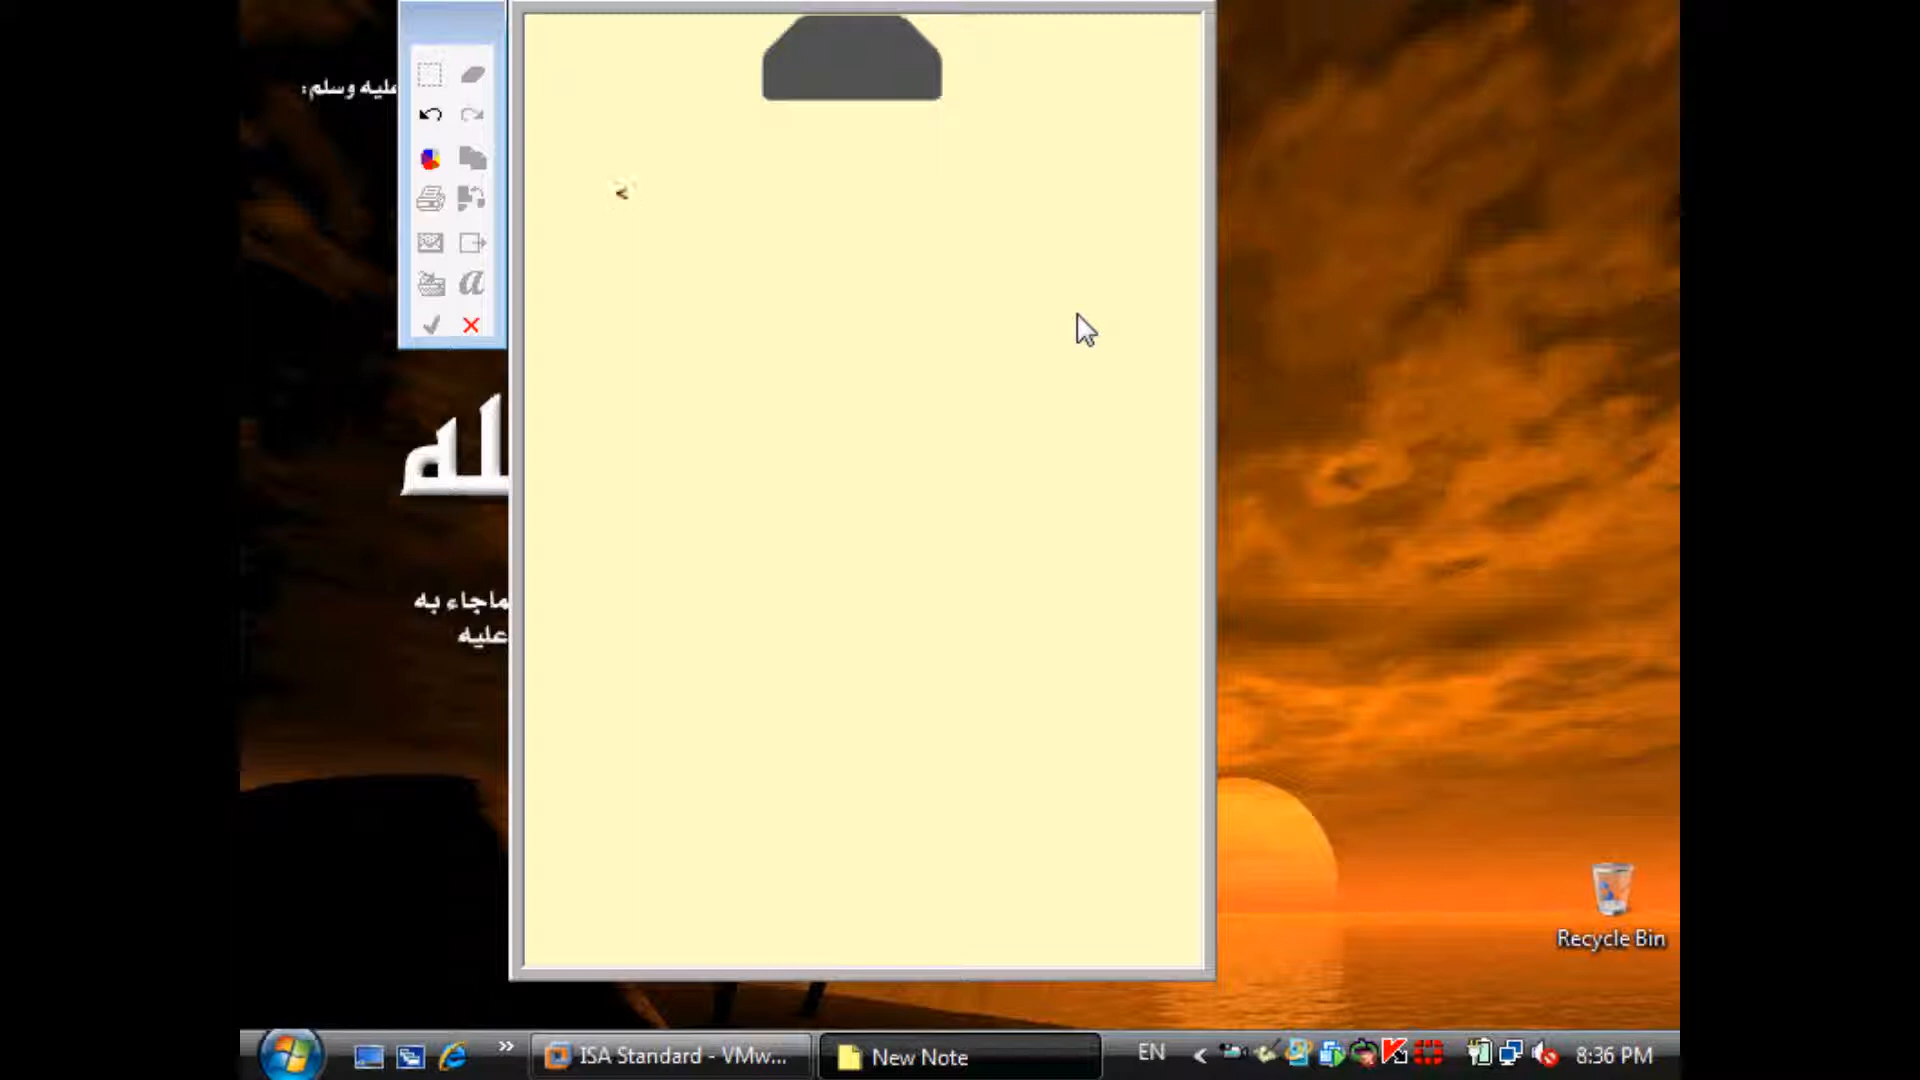 عليه وسلم:
لله
ماجاء به
عليه
a
<
Recycle Bin
ISA Standard - VMw...
New Note
EN
8:36 PM